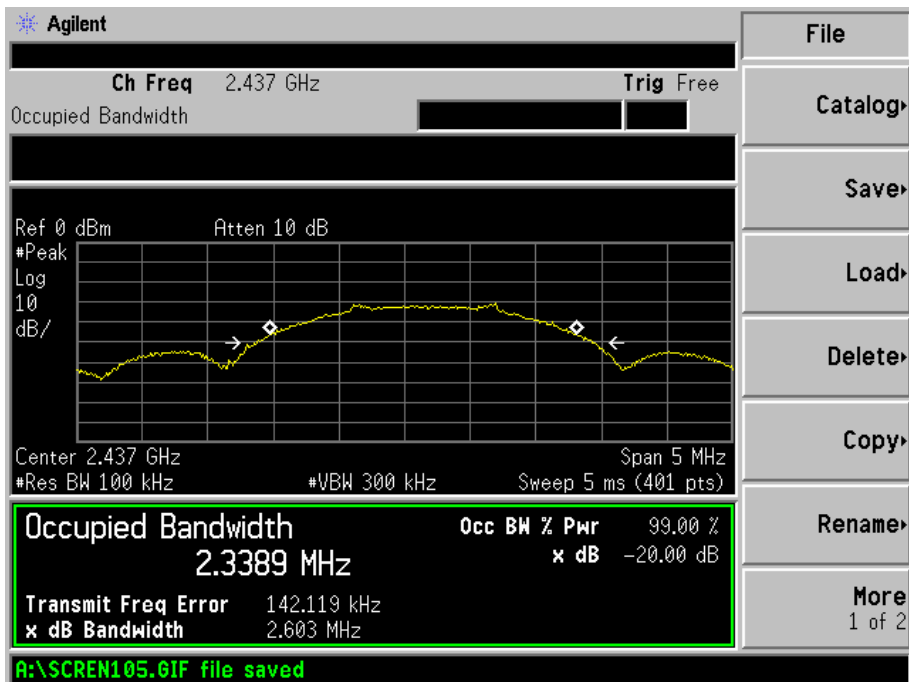 Agilent
File
Ch Freq 2.437 GHz Trig Free
Occupied Bandwidth
Catalog
Save
Ref 0 dBm Atten 10 dB
#Peak
Log
10
dB/
Load
Delete
Copy
Center 2.437 GHz Span 5 MHz
#Res BW 100 kHz #VBW 300 kHz Sweep 5 ms (401 pts)
Occupied Bandwidth
2.3389 MHz
Occ BW % Pwr 99.00 %
x dB -20.00 dB
Rename
Transmit Freq Error 142.119 kHz
x dB Bandwidth 2.603 MHz
More
1 of 2
A:\SCREN105.GIF file saved